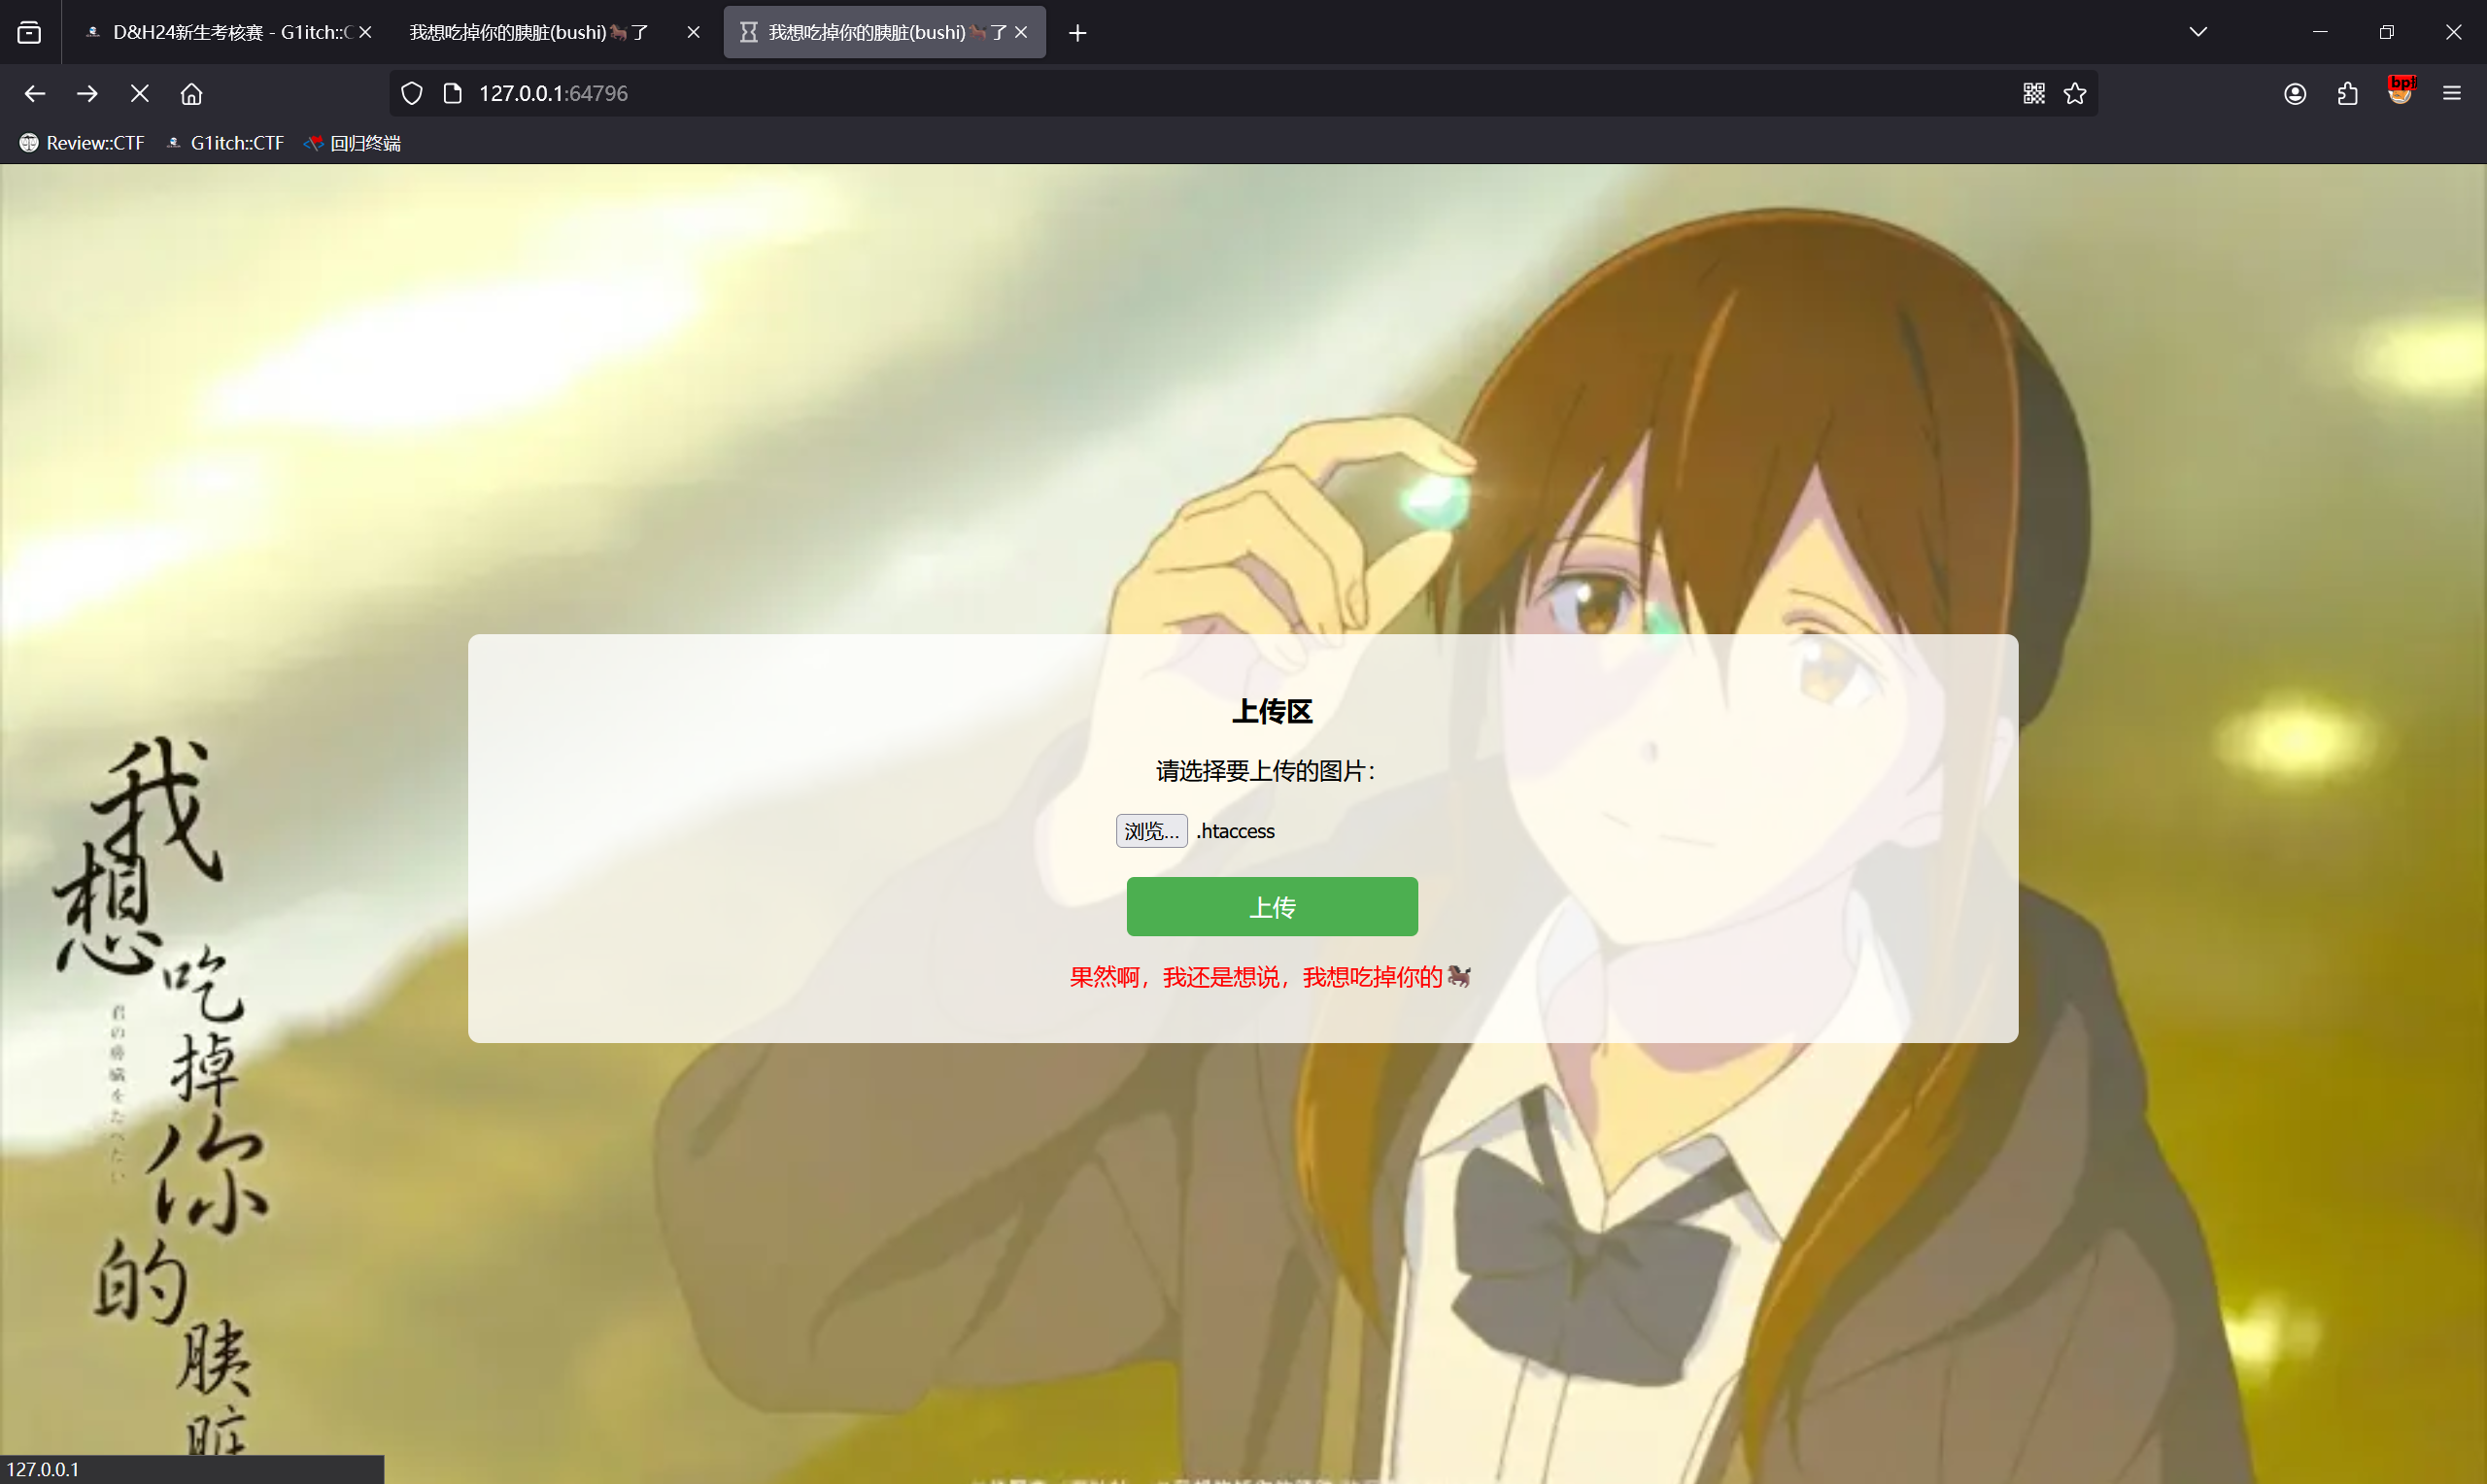 D&H24新生考核赛 - G1itch::C
我想吃掉你的胰脏(bushi)🐎了
我想吃掉你的胰脏(bushi)🐎了
127.0.0.1:64796
bp
Review::CTF
G1itch::CTF
回归终端
上传区
请选择要上传的图片：
浏览... .htaccess
上传
果然啊，我还是想说，我想吃掉你的🐎
我想吃掉你的胰脏
君の膵臓をたべたい
127.0.0.1